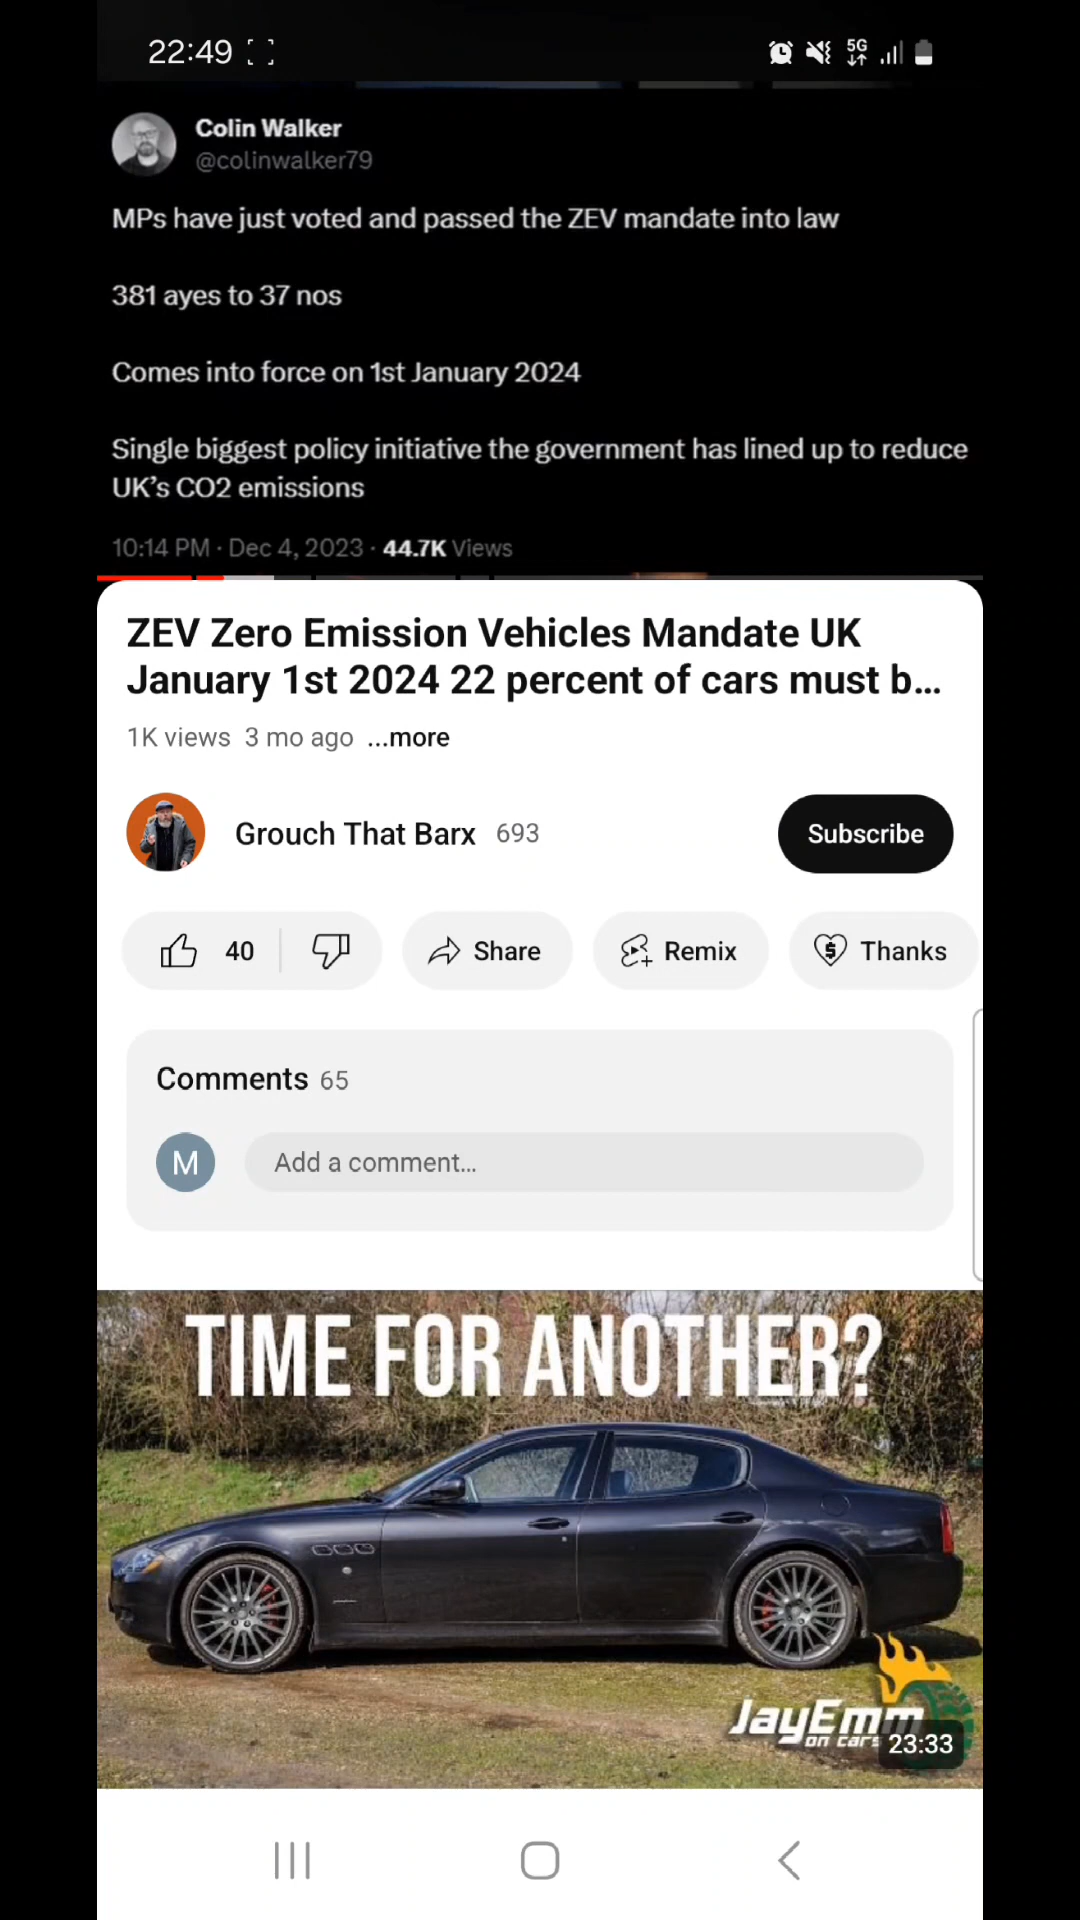 22:49
5G
Colin Walker
@colinwalker79
MPs have just voted and passed the ZEV mandate into law
381 ayes to 37 nos
Comes into force on 1st January 2024
Single biggest policy initiative the government has lined up to reduce
UK’s CO2 emissions
10:14 PM · Dec 4, 2023 · 44.7K Views
ZEV Zero Emission Vehicles Mandate UK
January 1st 2024 22 percent of cars must b...
1K views 3 mo ago ...more
Grouch That Barx 693
Subscribe
40
Share
Remix
Thanks
Comments 65
M
Add a comment...
TIME FOR ANOTHER?
JayEmm
on cars
23:33